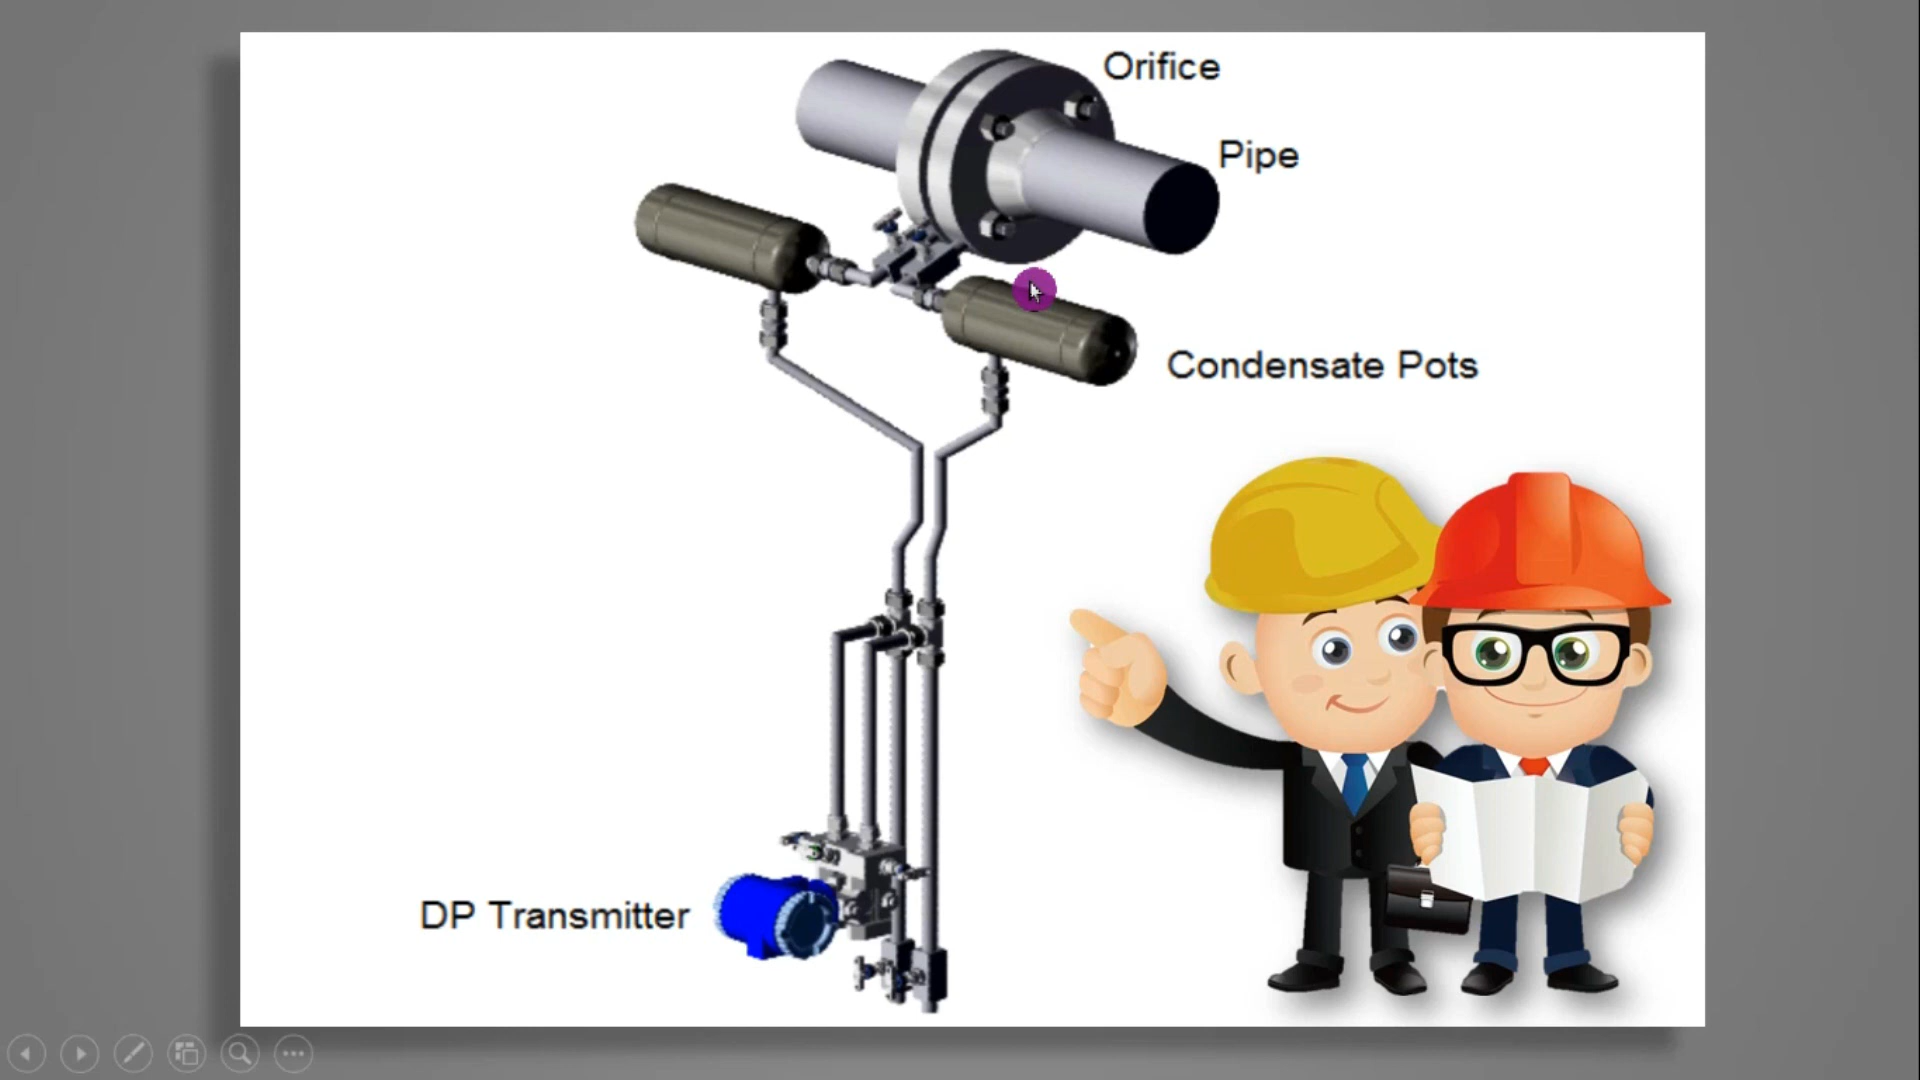 Orifice
Pipe
Condensate Pots
DP Transmitter